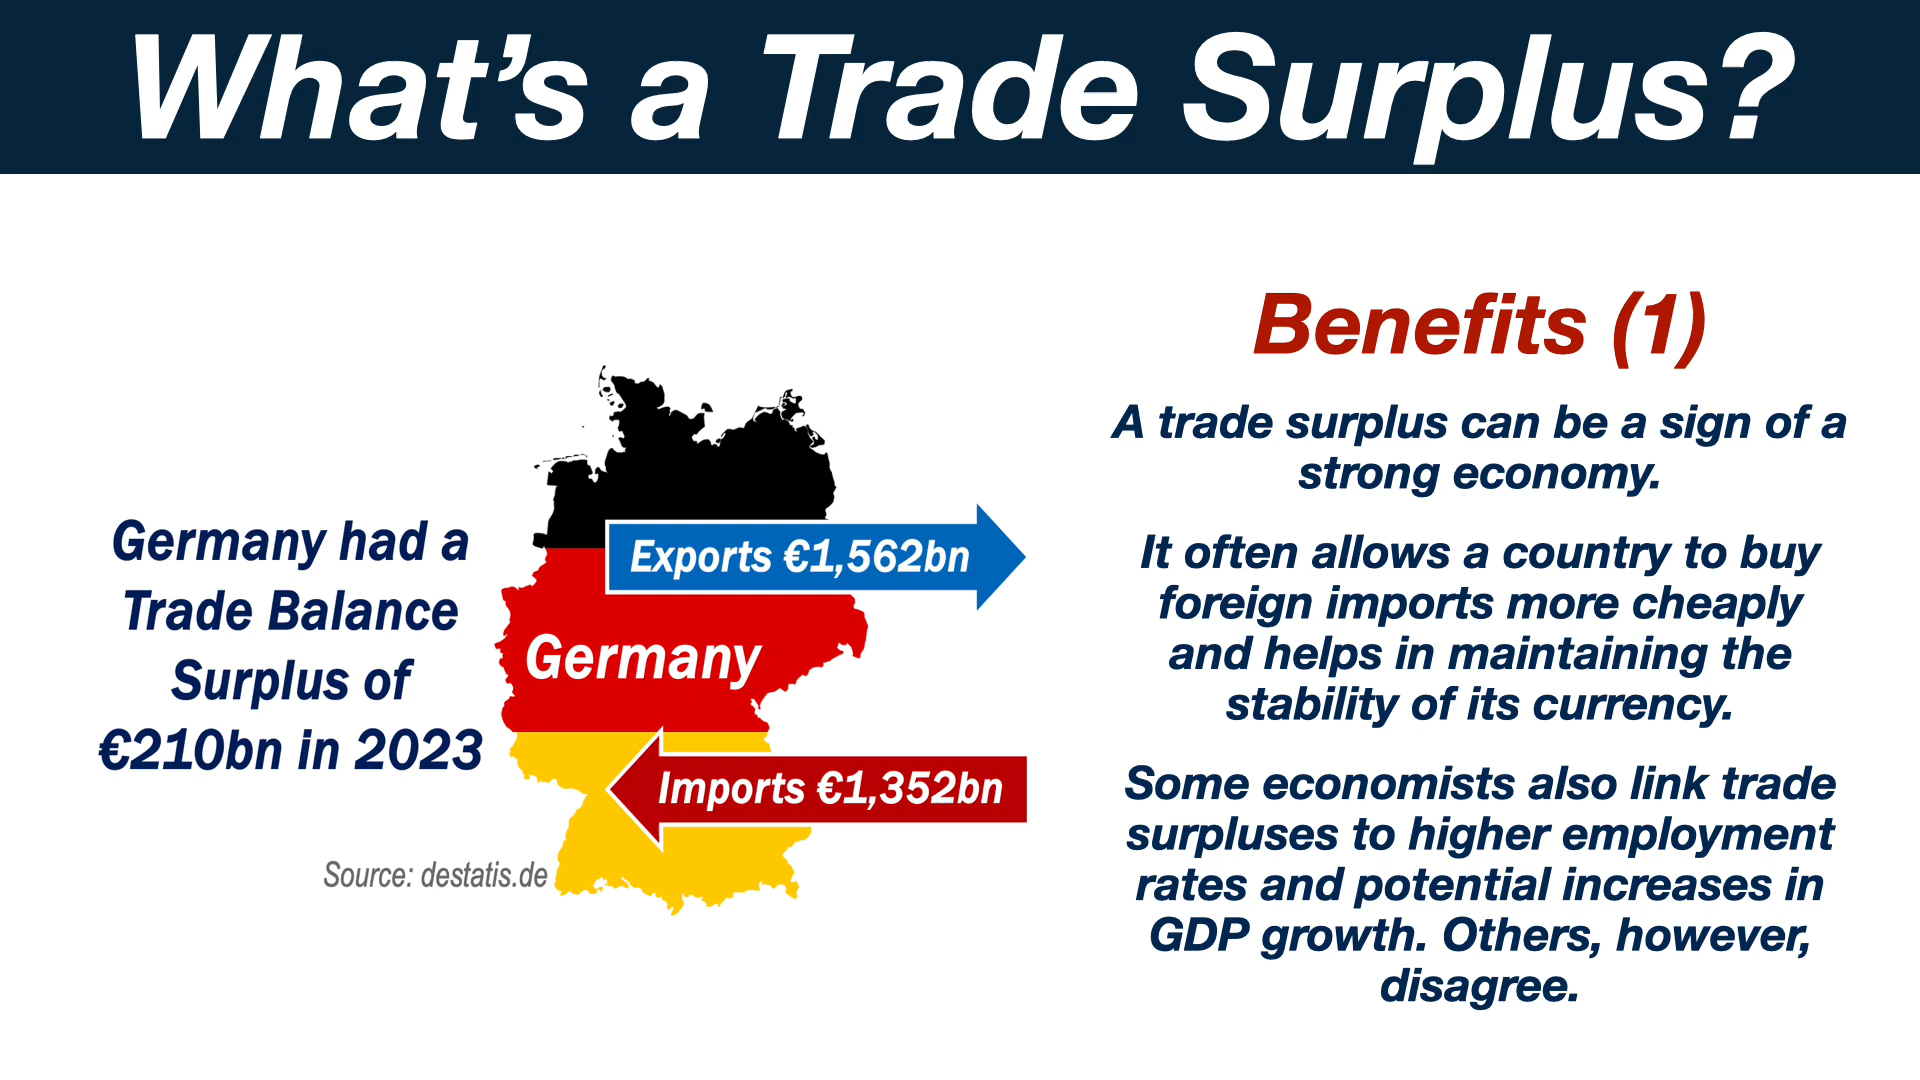 What’s a Trade Surplus?
Germany had a
Trade Balance
Surplus of
€210bn in 2023
Exports €1,562bn
Germany
Imports €1,352bn
Source: destatis.de
Benefits (1)
A trade surplus can be a sign of a
strong economy.
It often allows a country to buy
foreign imports more cheaply
and helps in maintaining the
stability of its currency.
Some economists also link trade
surpluses to higher employment
rates and potential increases in
GDP growth. Others, however,
disagree.